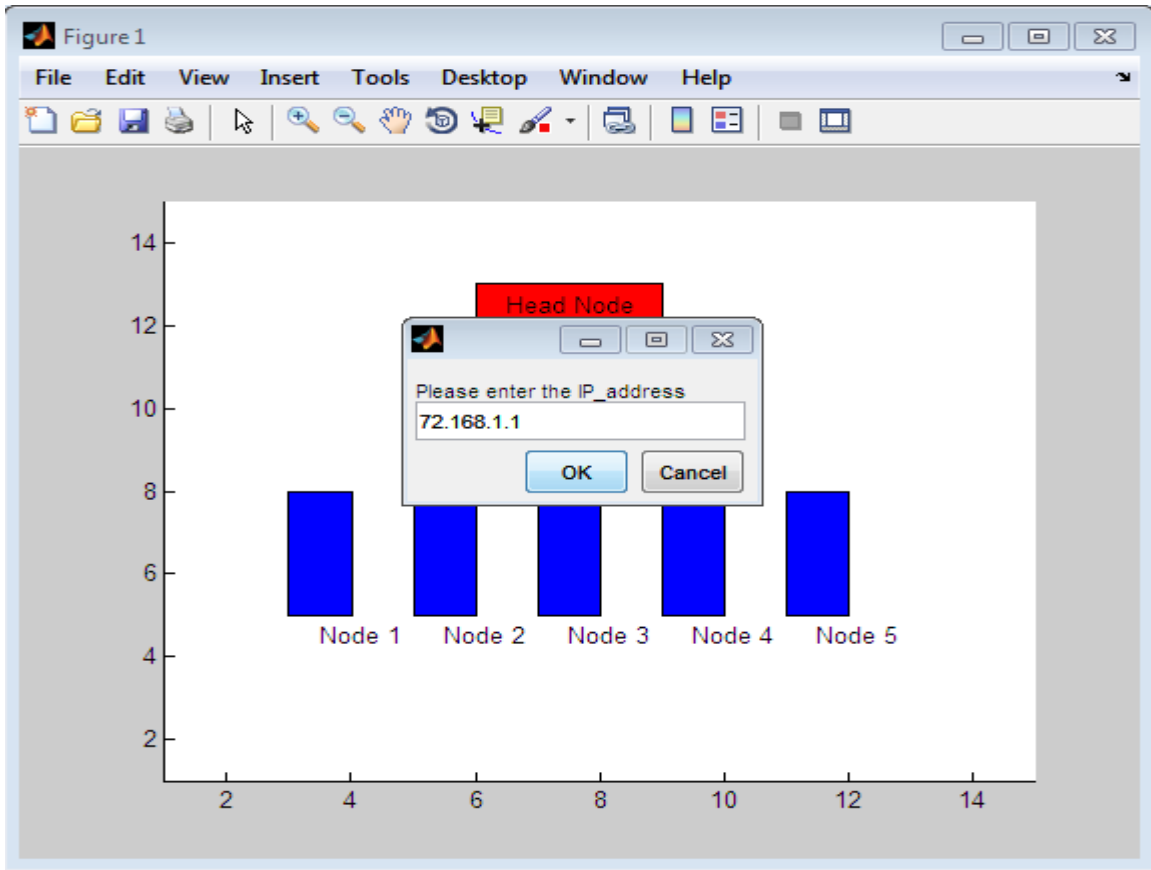 Figure 1
File Edit View Insert Tools Desktop Window Help
14
Head Node
12
Please enter the IP_address
10
72.168.1.1
OK Cancel
8
6
Node 1 Node 2 Node 3 Node 4 Node 5
4
2
2 4 6 8 10 12 14